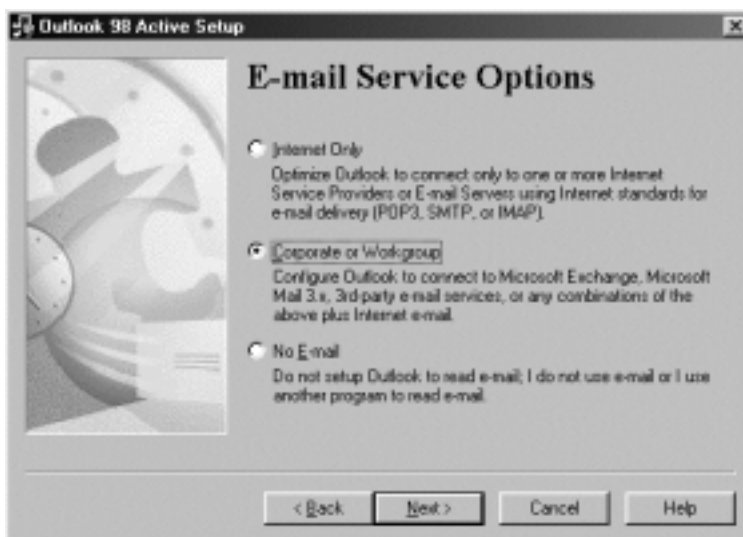 Outlook 98 Active Setup
E-mail Service Options
Internet Only
Optimize Outlook to connect only to one or more Internet
Service Providers or E-mail Servers using Internet standards for
e-mail delivery (POP3, SMTP, or IMAP).
Corporate or Workgroup
Configure Outlook to connect to Microsoft Exchange, Microsoft
Mail 3.x, 3rd-party e-mail services, or any combinations of the
above plus Internet e-mail.
No E-mail
Do not setup Outlook to read e-mail; I do not use e-mail or I use
another program to read e-mail.
< Back
Next >
Cancel
Help